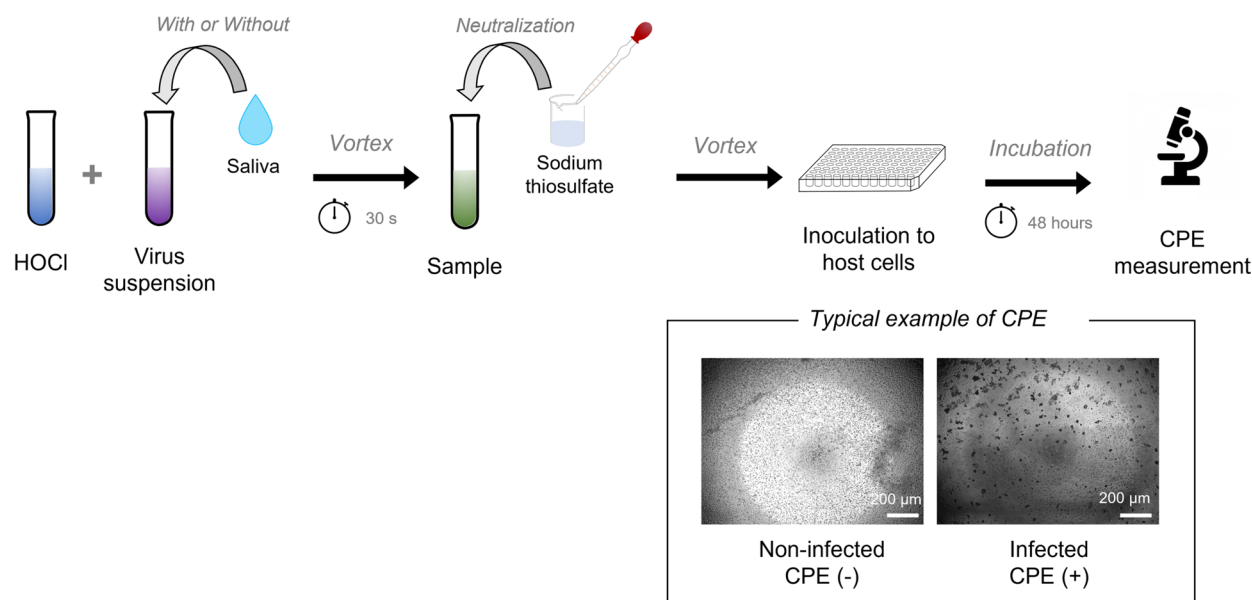 With or Without
Neutralization
Saliva
Vortex
30 s
Sodium
thiosulfate
Vortex
Incubation
48 hours
HOCl
Virus
suspension
Sample
Inoculation to
host cells
CPE
measurement
Typical example of CPE
200 μm
200 μm
Non-infected
CPE (-)
Infected
CPE (+)